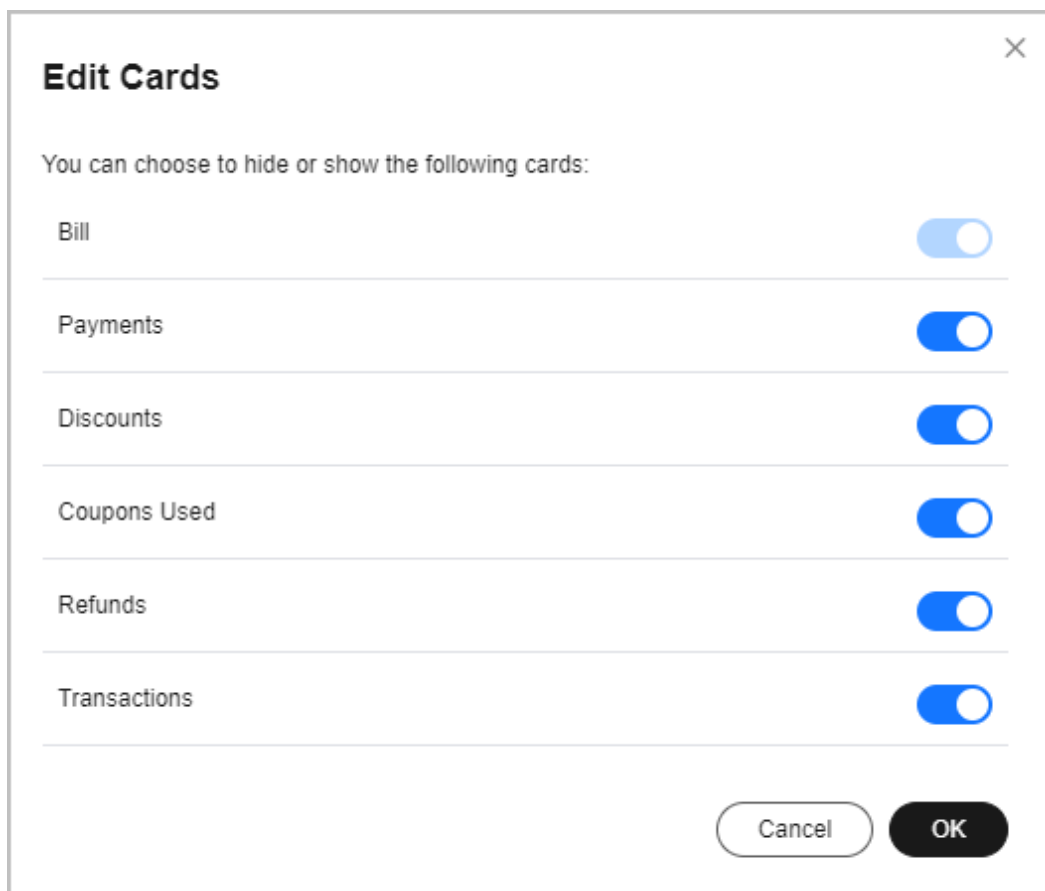 Edit Cards
You can choose to hide or show the following cards:
Bill
Payments
Discounts
Coupons Used
Refunds
Transactions
Cancel
OK